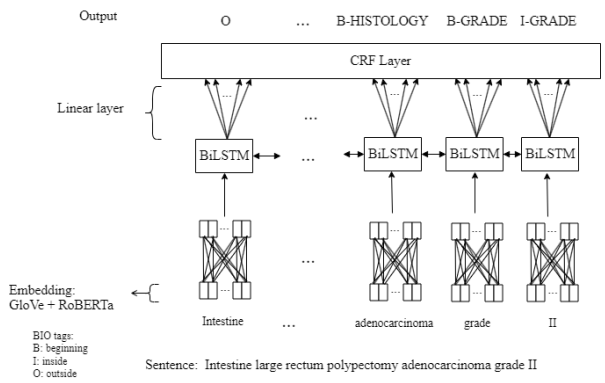 Output O ... B-HISTOLOGY B-GRADE I-GRADE
CRF Layer
Linear layer
... ... ... ...
...
BiLSTM ... BiLSTM BiLSTM BiLSTM
... ... ... ...
...
... ... ... ...
Embedding:
GloVe + RoBERTa
Intestine ... adenocarcinoma grade II
BIO tags:
B: beginning
I: inside
O: outside
Sentence: Intestine large rectum polypectomy adenocarcinoma grade II